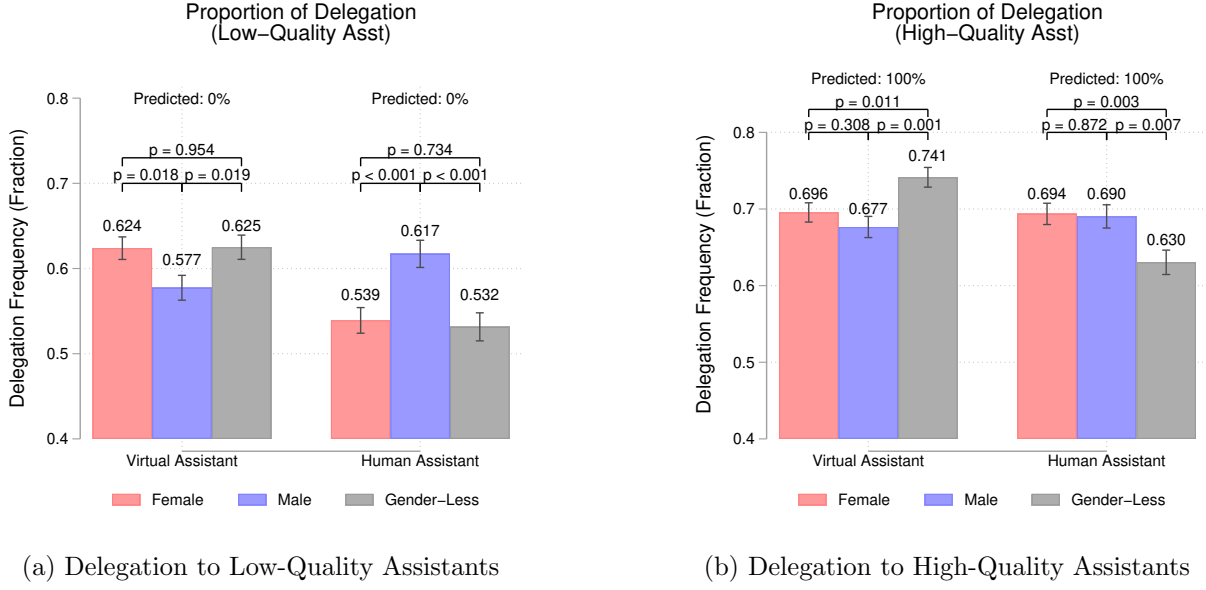 Proportion of Delegation
(Low−Quality Asst)
Predicted: 0%
Predicted: 0%
p = 0.954
p = 0.734
p = 0.018
p = 0.019
p < 0.001
p < 0.001
0.624
0.577
0.625
0.539
0.617
0.532
0.8
0.7
0.6
0.5
0.4
Delegation Frequency (Fraction)
Virtual Assistant
Human Assistant
Female
Male
Gender−Less
(a) Delegation to Low-Quality Assistants
Proportion of Delegation
(High−Quality Asst)
Predicted: 100%
Predicted: 100%
p = 0.011
p = 0.003
p = 0.308
p = 0.001
p = 0.872
p = 0.007
0.696
0.677
0.741
0.694
0.690
0.630
0.8
0.7
0.6
0.5
0.4
Delegation Frequency (Fraction)
Virtual Assistant
Human Assistant
Female
Male
Gender−Less
(b) Delegation to High-Quality Assistants